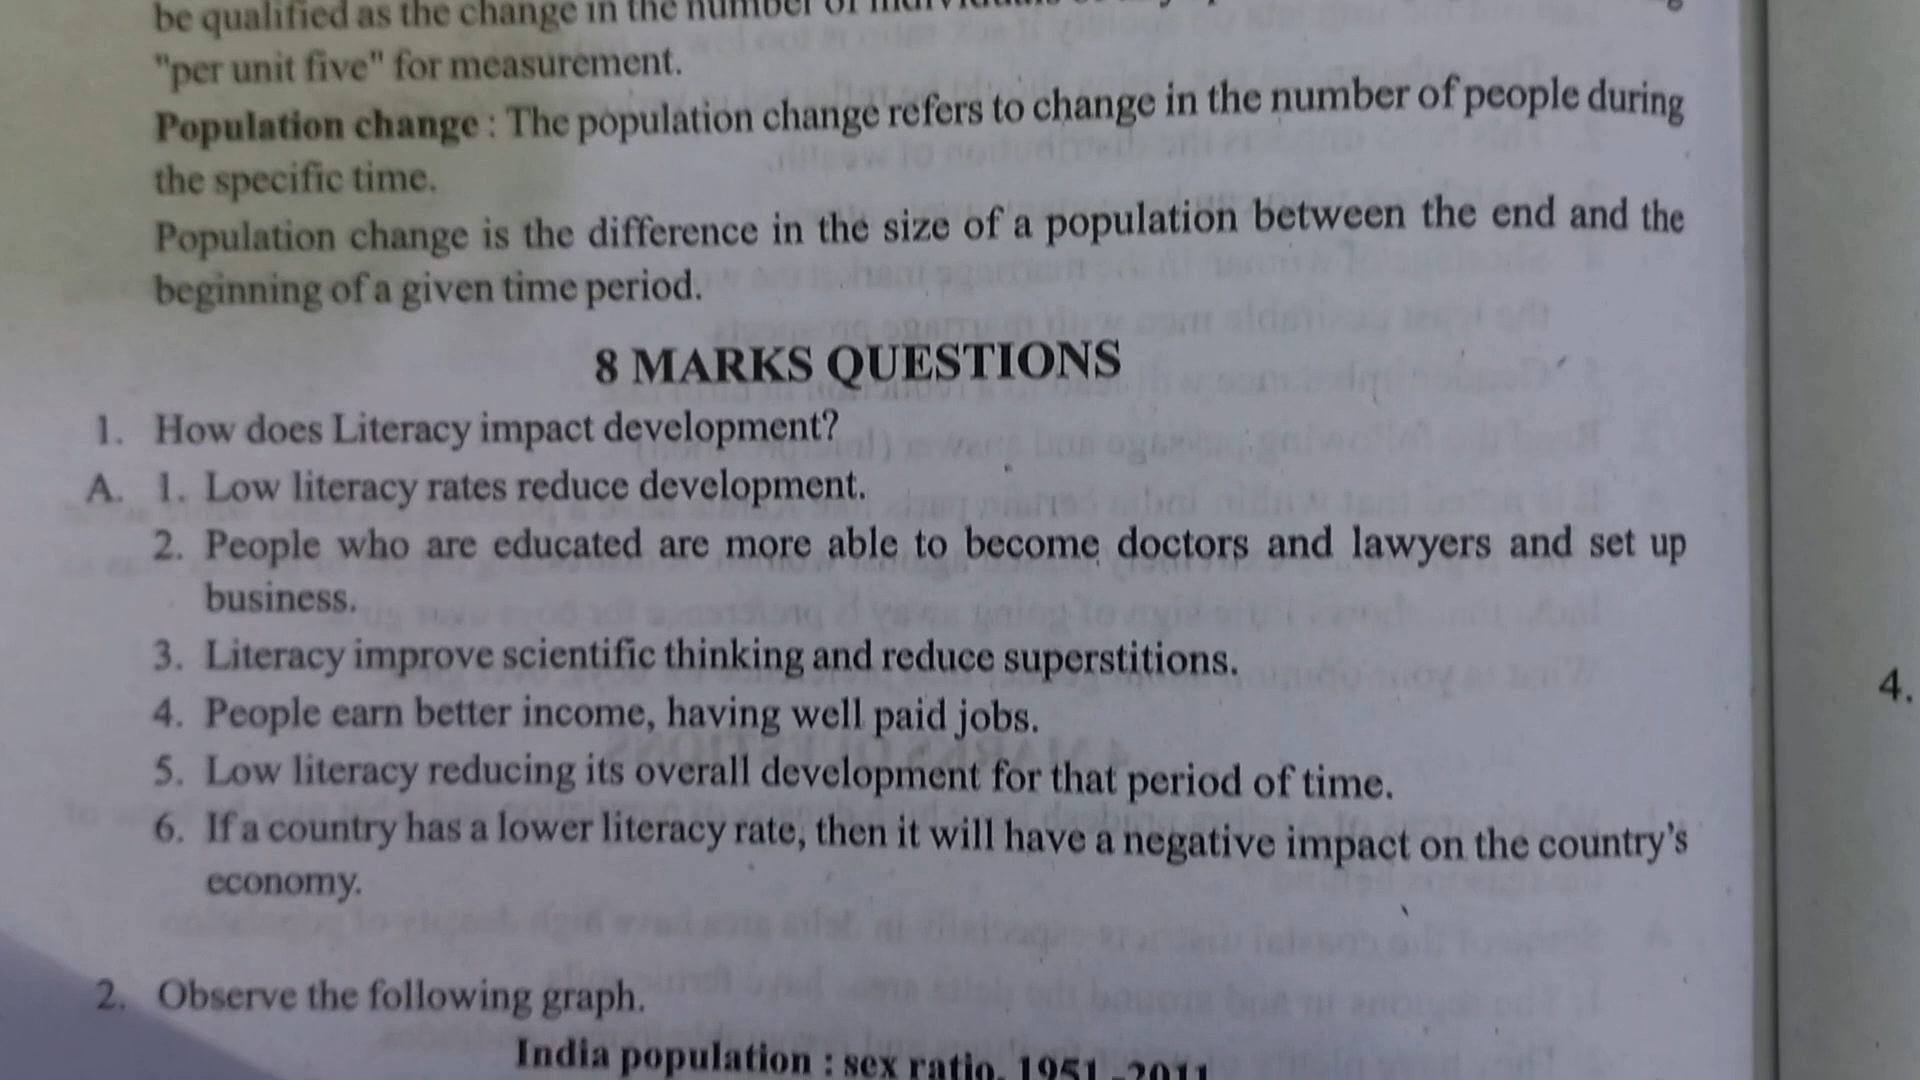 be qualified as the change in the number of
"per unit five" for measurement.
Population change : The population change refers to change in the number of people during
the specific time.
Population change is the difference in the size of a population between the end and the
beginning of a given time period.
8 MARKS QUESTIONS
1. How does Literacy impact development?
A. 1. Low literacy rates reduce development.
2. People who are educated are more able to become doctors and lawyers and set up
business.
3. Literacy improve scientific thinking and reduce superstitions.
4. People earn better income, having well paid jobs.
5. Low literacy reducing its overall development for that period of time.
6. If a country has a lower literacy rate, then it will have a negative impact on the country's
economy.
2. Observe the following graph.
India population : sex ratio, 1951-2011
4.